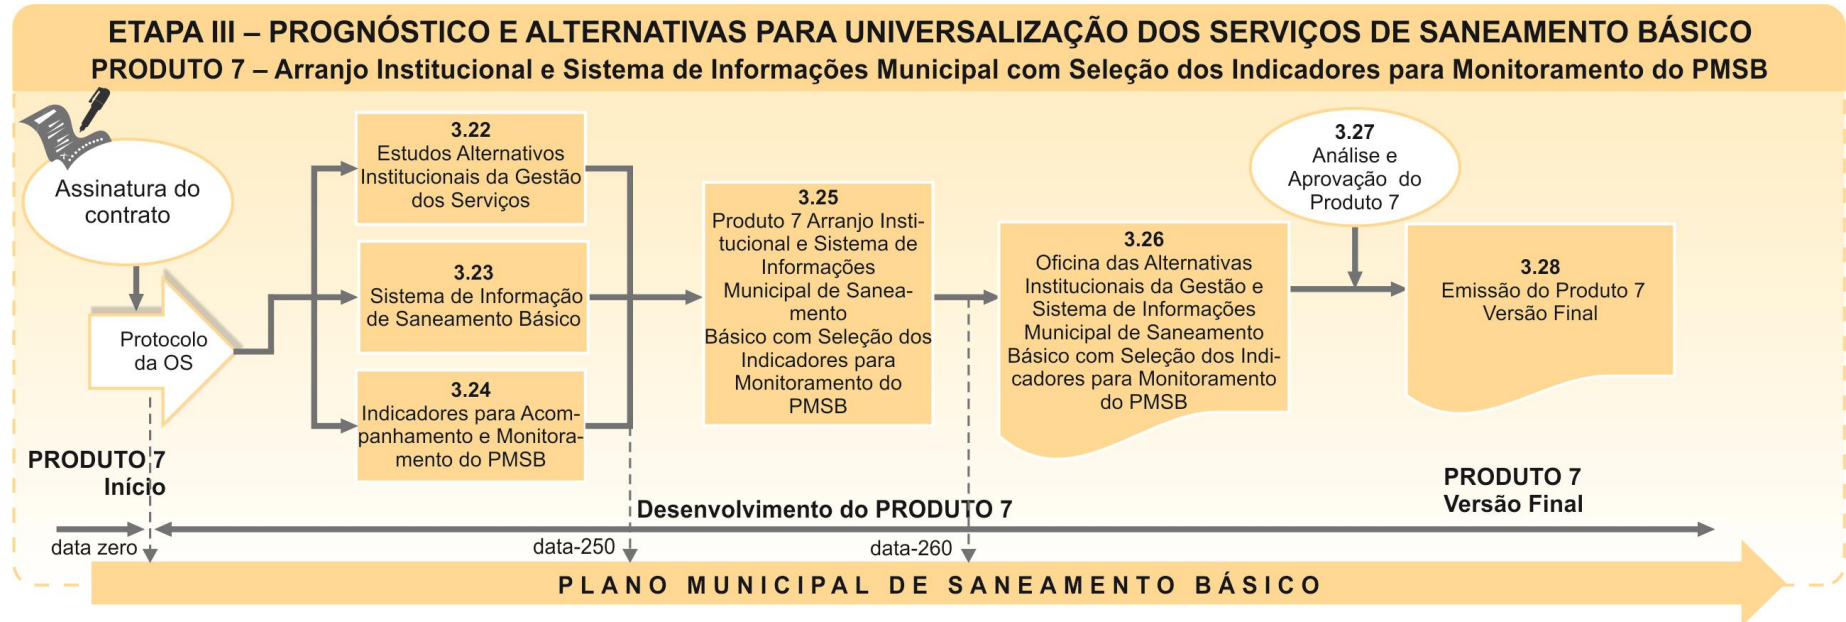 ETAPA III – PROGNÓSTICO E ALTERNATIVAS PARA UNIVERSALIZAÇÃO DOS SERVIÇOS DE SANEAMENTO BÁSICO
PRODUTO 7 – Arranjo Institucional e Sistema de Informações Municipal com Seleção dos Indicadores para Monitoramento do PMSB
Assinatura do
contrato
Protocolo
da OS
3.22
Estudos Alternativos
Institucionais da Gestão
dos Serviços
3.23
Sistema de Informação
de Saneamento Básico
3.24
Indicadores para Acom-
panhamento e Monitora-
mento do PMSB
3.25
Produto 7 Arranjo Insti-
tucional e Sistema de
Informações
Municipal de Sanea-
mento
Básico com Seleção dos
Indicadores para
Monitoramento do
PMSB
3.26
Oficina das Alternativas
Institucionais da Gestão e
Sistema de Informações
Municipal de Saneamento
Básico com Seleção dos Indi-
cadores para Monitoramento
do PMSB
3.27
Análise e
Aprovação do
Produto 7
3.28
Emissão do Produto 7
Versão Final
PRODUTO 7
Início
Desenvolvimento do PRODUTO 7
PRODUTO 7
Versão Final
data zero
data-250
data-260
PLANO MUNICIPAL DE SANEAMENTO BÁSICO